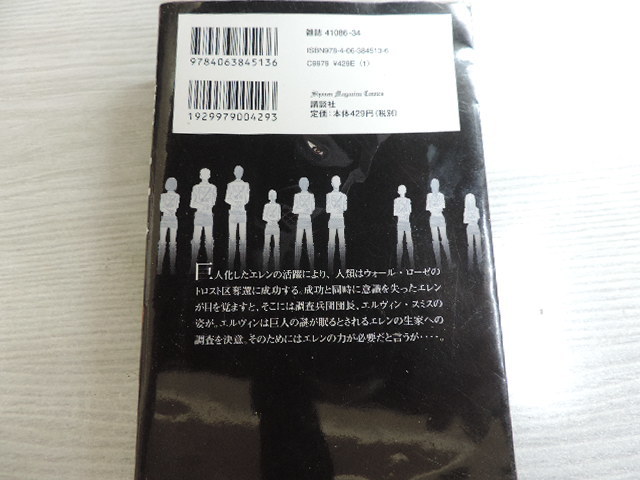 9784063845136
1929979004293
雑誌 41086-34
ISBN978-4-06-384513-6
C9979 ¥429E (1)
Shonen Magazine Comics
講談社
定価:本体429円(税別)
巨人化したエレンの活躍により、人類はウォール・ローゼの
トロスト区奪還に成功する。成功と同時に意識を失ったエレン
が目を覚ますと、そこには調査兵団団長、エルヴィン・スミスの
姿が。エルヴィンは巨人の謎が眠るとされるエレンの生家への
調査を決意。そのためにはエレンの力が必要だと言うが‥‥。